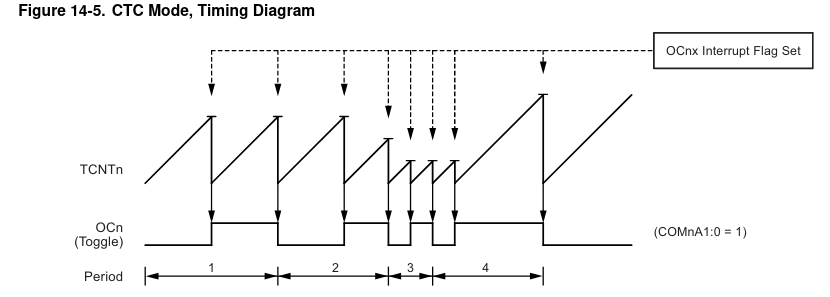 Figure 14-5. CTC Mode, Timing Diagram
OCnx Interrupt Flag Set
TCNTn
OCn
(Toggle)
(COMnA1:0 = 1)
Period
1
2
3
4